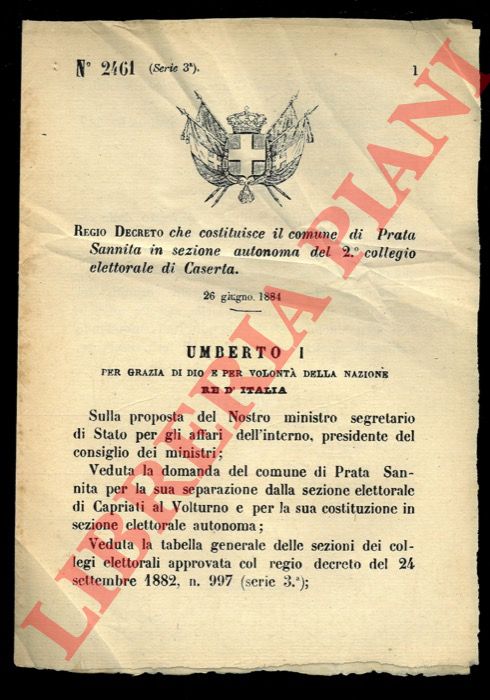 N° 2461 (Serie 3ª). 1
REGIO DECRETO che costituisce il comune di Prata
Sannita in sezione autonoma del 2.° collegio
elettorale di Caserta.
26 giugno 1884
UMBERTO I
PER GRAZIA DI DIO E PER VOLONTÀ DELLA NAZIONE
RE D'ITALIA
Sulla proposta del Nostro ministro segretario
di Stato per gli affari dell'interno, presidente del
consiglio dei ministri;
Veduta la domanda del comune di Prata San-
nita per la sua separazione dalla sezione elettorale
di Capriati al Volturno e per la sua costituzione in
sezione elettorale autonoma;
Veduta la tabella generale delle sezioni dei col-
legi elettorali approvata col regio decreto del 24
settembre 1882, n. 997 (serie 3.ª);
LIBRERIA PIANI